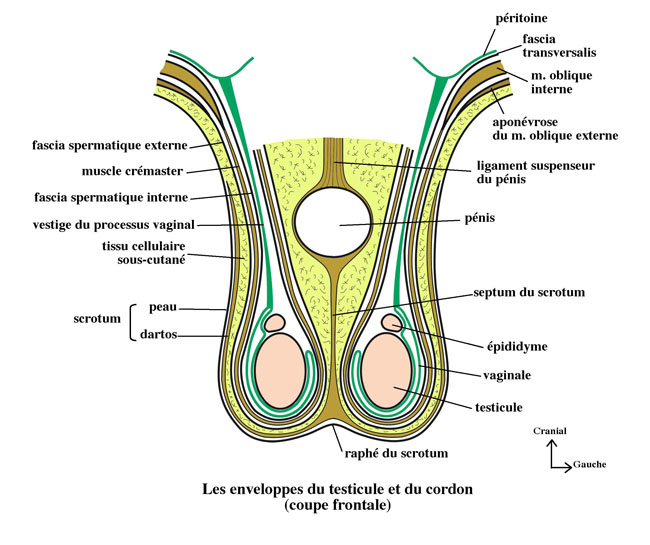 péritoine
fascia
transversalis
m. oblique
interne
aponévrose
du m. oblique externe
ligament suspenseur
du pénis
pénis
septum du scrotum
épididyme
vaginale
testicule
fascia spermatique externe
muscle crémaster
fascia spermatique interne
vestige du processus vaginal
tissu cellulaire
sous-cutané
scrotum
peau
dartos
raphé du scrotum
Cranial
Gauche
Les enveloppes du testicule et du cordon
(coupe frontale)